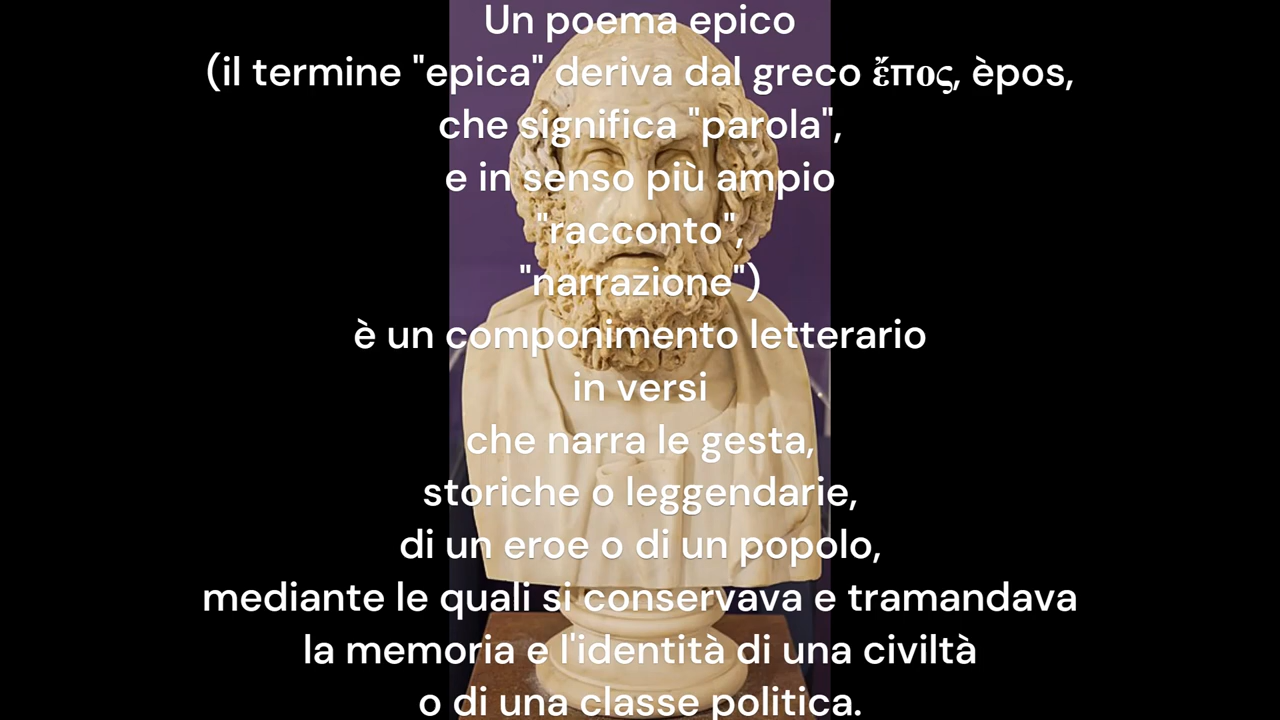 Un poema epico
(il termine "epica" deriva dal greco ἔπος, èpos,
che significa "parola",
e in senso più ampio
"racconto",
"narrazione")
è un componimento letterario
in versi
che narra le gesta,
storiche o leggendarie,
di un eroe o di un popolo,
mediante le quali si conservava e tramandava
la memoria e l'identità di una civiltà
o di una classe politica.